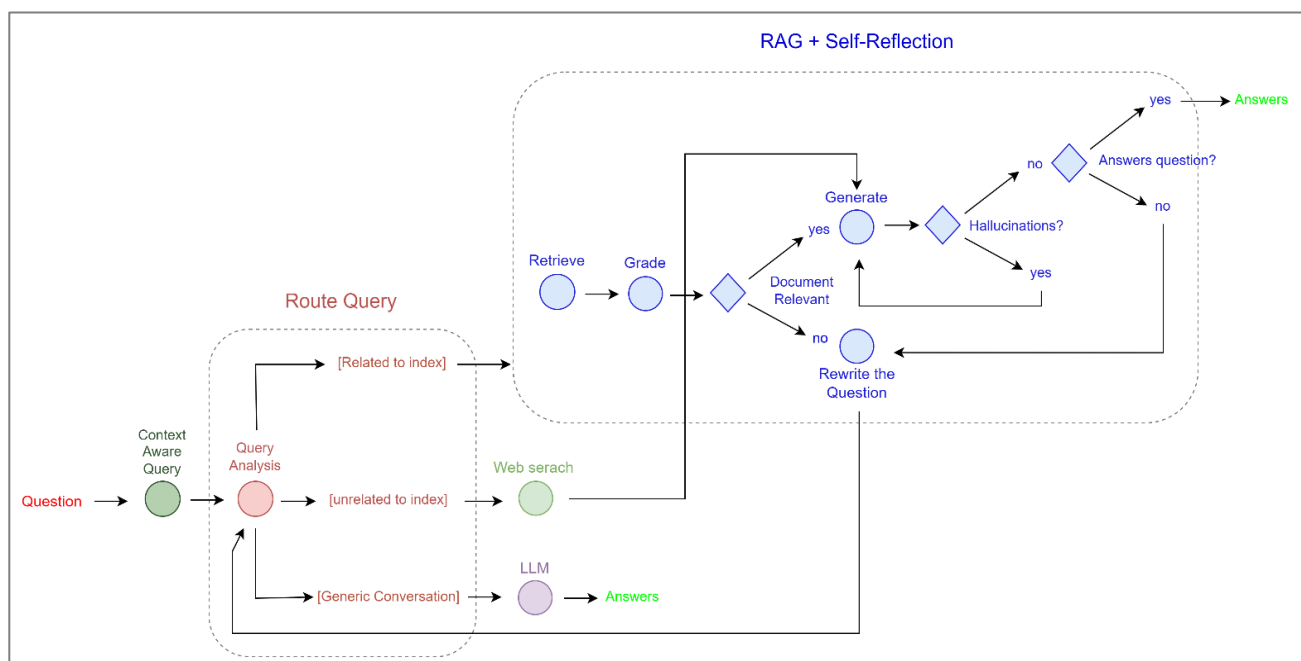 RAG + Self-Reflection
yes
Answers
no
Answers question?
Generate
no
yes
Hallucinations?
Retrieve
Grade
yes
Document
Relevant
no
Rewrite the
Question
Route Query
[Related to index]
Context
Aware
Query
Query
Analysis
Web serach
Question
[unrelated to index]
LLM
[Generic Conversation]
Answers